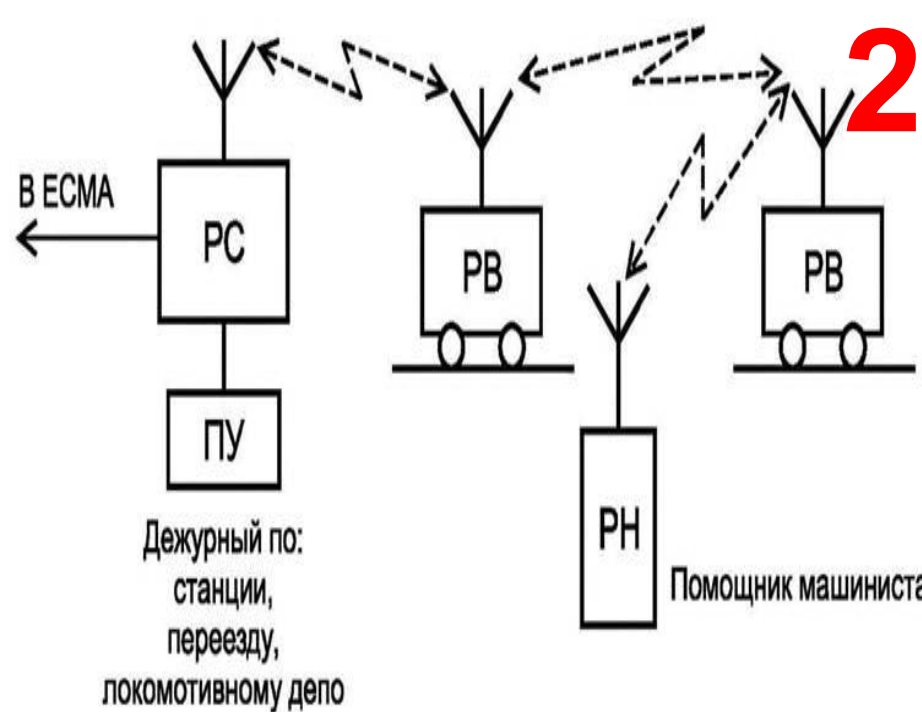 2
В ЕСМА
РС
РВ
РВ
ПУ
РН
Дежурный по:
станции,
переезду,
локомотивному депо
Помощник машиниста